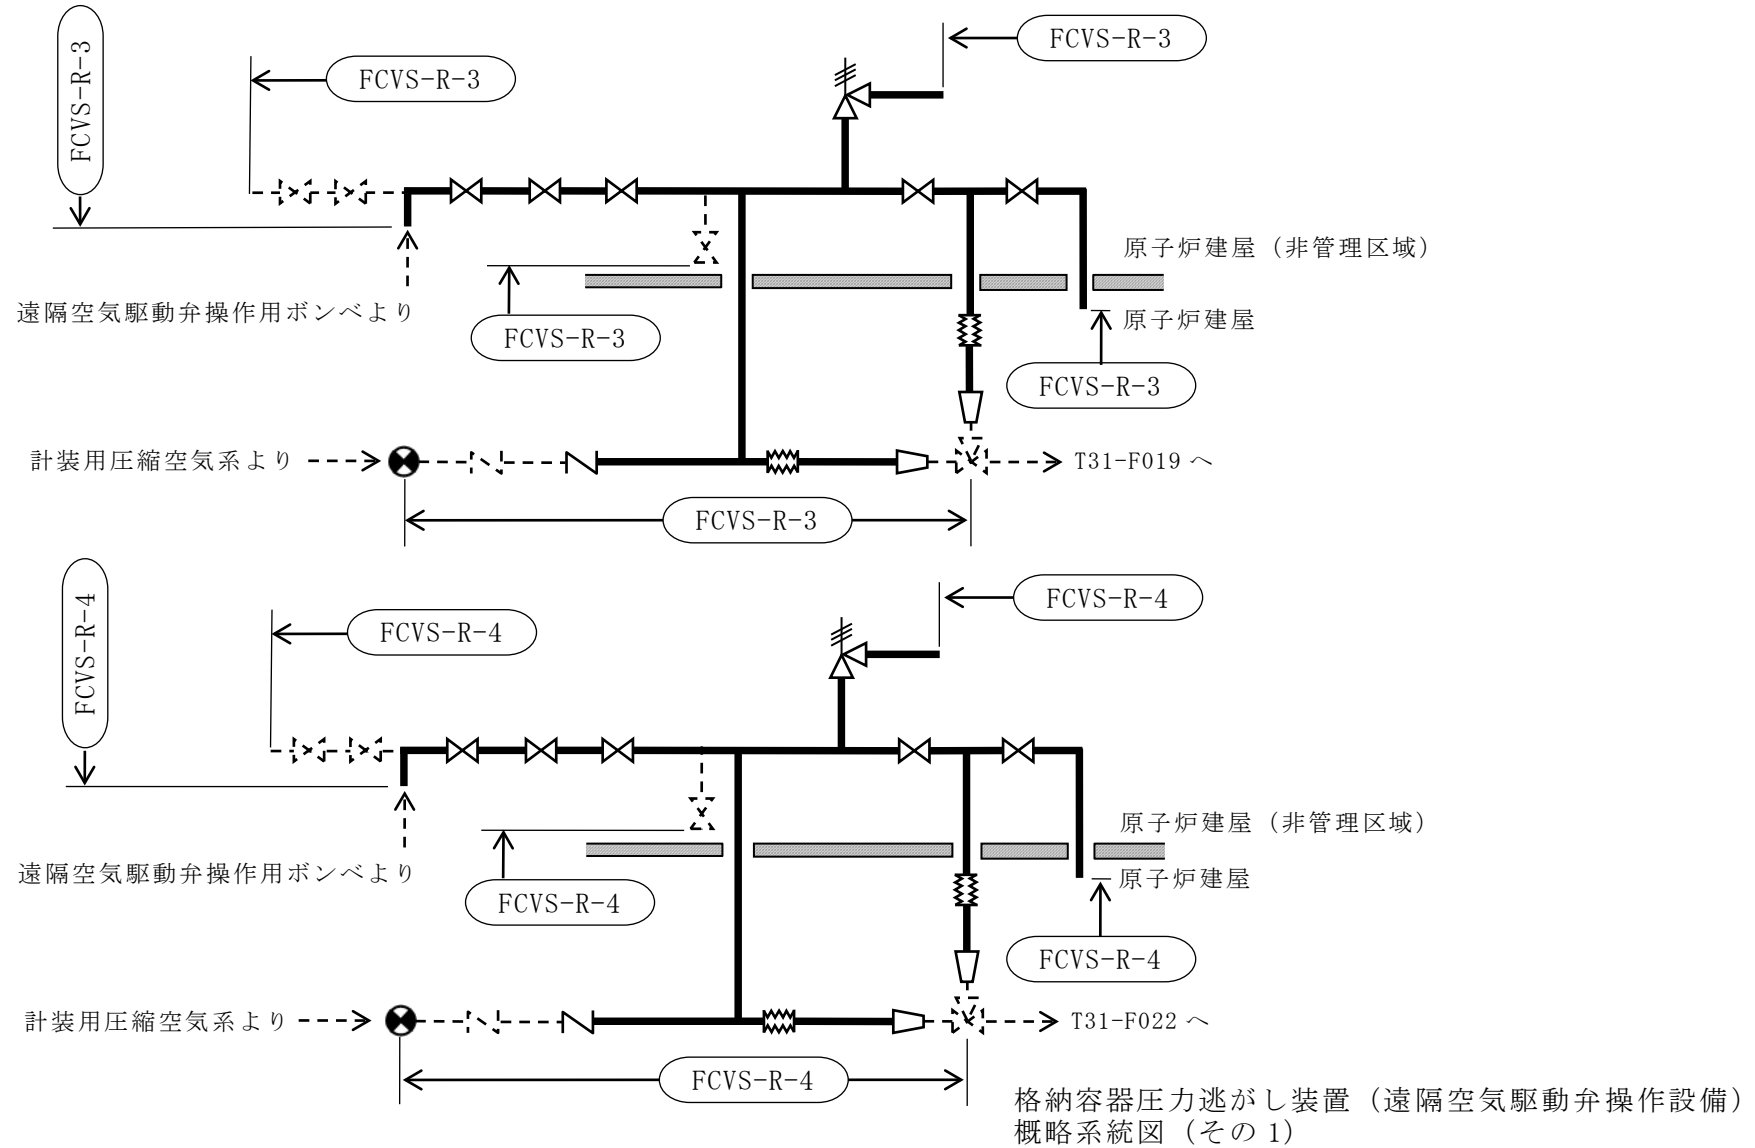 FCVS-R-3
FCVS-R-3
FCVS-R-3
原子炉建屋（非管理区域）
遠隔空気駆動弁操作用ボンベより
原子炉建屋
FCVS-R-3
FCVS-R-3
計装用圧縮空気系より
T31-F019 へ
FCVS-R-3
FCVS-R-4
FCVS-R-4
FCVS-R-4
原子炉建屋（非管理区域）
遠隔空気駆動弁操作用ボンベより
原子炉建屋
FCVS-R-4
FCVS-R-4
計装用圧縮空気系より
T31-F022 へ
FCVS-R-4
格納容器圧力逃がし装置（遠隔空気駆動弁操作設備）
概略系統図（その 1）